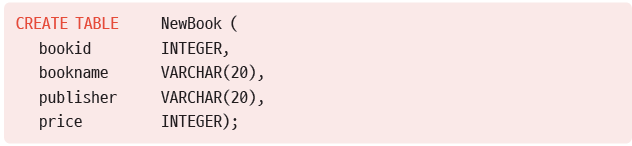 CREATE TABLE NewBook (
bookid INTEGER,
bookname VARCHAR(20),
publisher VARCHAR(20),
price INTEGER);